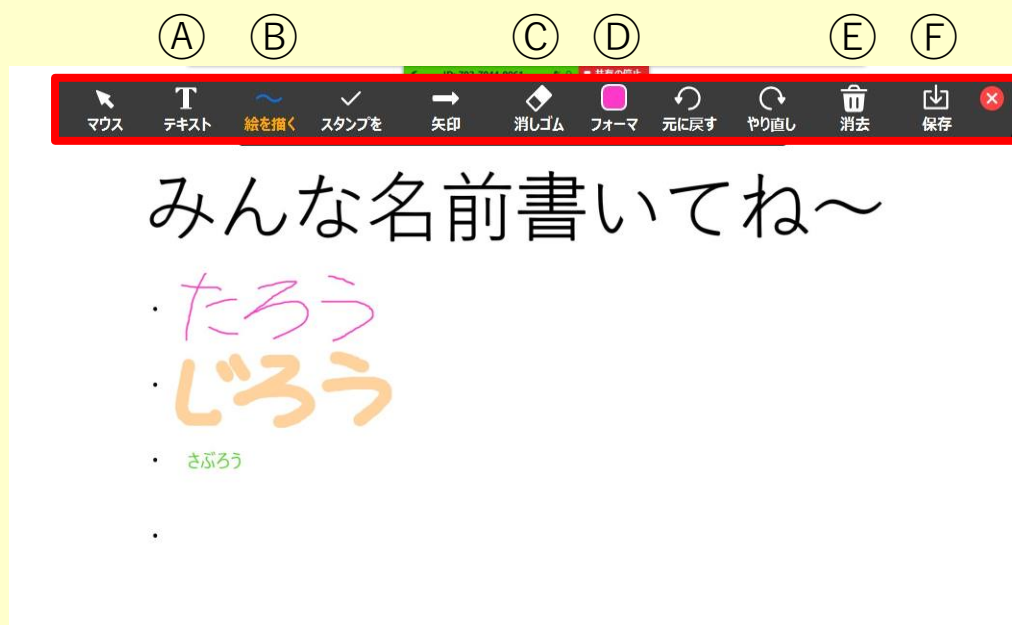 Ⓐ Ⓑ Ⓒ Ⓓ Ⓔ Ⓕ
マウス テキスト 絵を描く スタンプを 矢印 消しゴム フォーマ 元に戻す やり直し 消去 保存
みんな名前書いてね～
・たろう
・じろう
・さぶろう
・